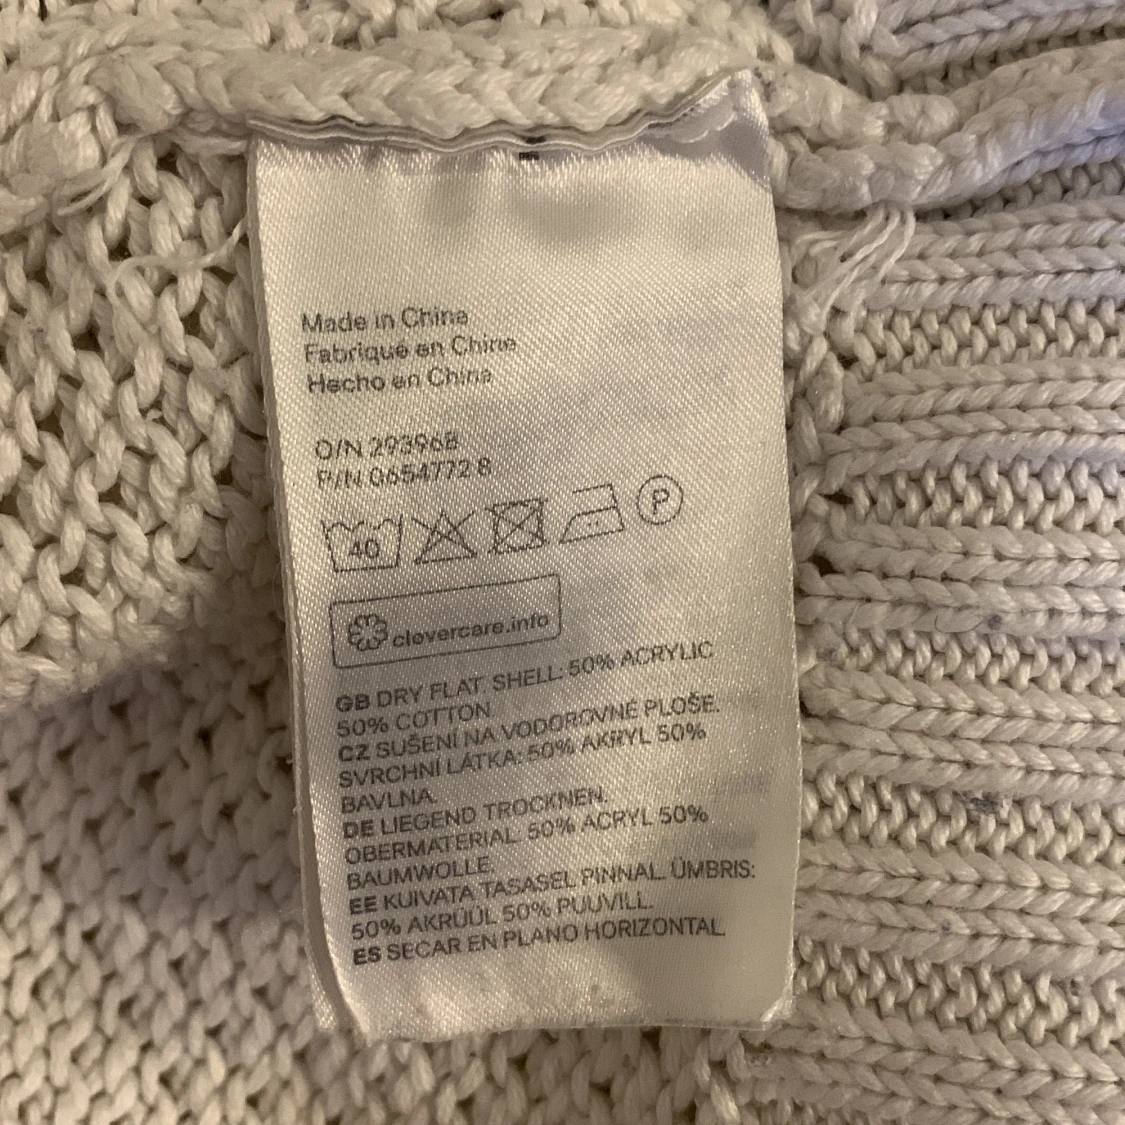 Made in China
Fabriqué en Chine
Hecho en China
O/N 293968
P/N 0654772 8
40
P
clevercare.info
GB DRY FLAT. SHELL: 50% ACRYLIC
50% COTTON
CZ SUŠENÍ NA VODOROVNÉ PLOŠE.
SVRCHNÍ LÁTKA: 50% AKRYL 50%
BAVLNA.
DE LIEGEND TROCKNEN.
OBERMATERIAL: 50% ACRYL 50%
BAUMWOLLE.
EE KUIVATA TASASEL PINNAL. ÜMBRIS:
50% AKRÜÜL 50% PUUVILL.
ES SECAR EN PLANO HORIZONTAL.